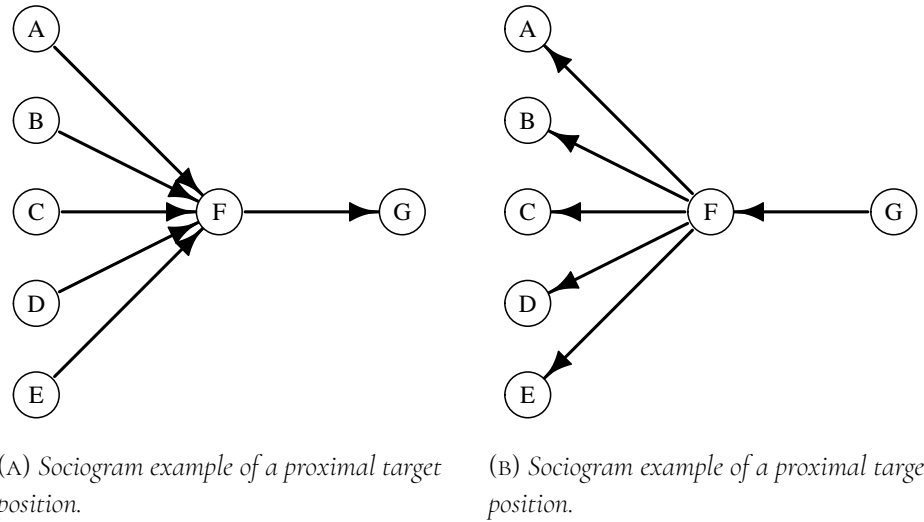 A
B
C
D
E
F
G
A
B
C
D
E
F
G
(A) Sociogram example of a proximal target
position.
(B) Sociogram example of a proximal targe
position.